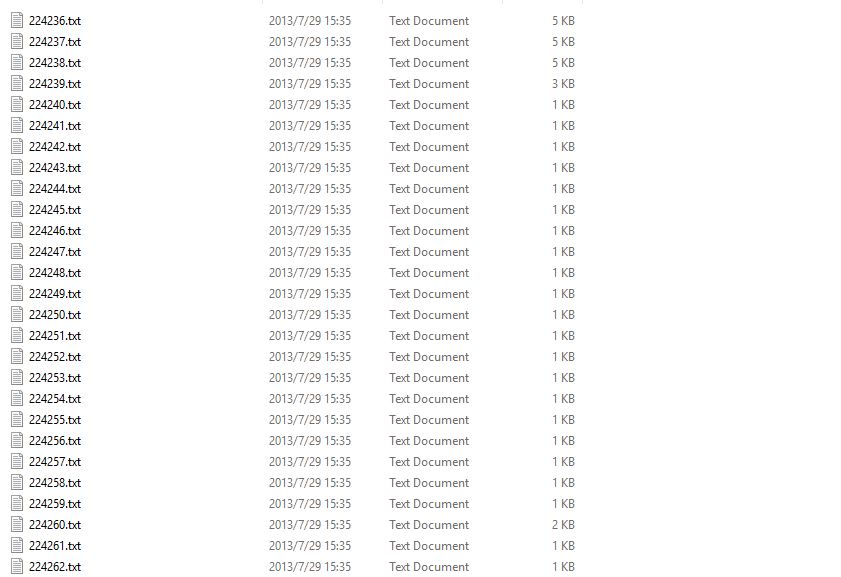 224236.txt 2013/7/29 15:35 Text Document 5 KB
224237.txt 2013/7/29 15:35 Text Document 5 KB
224238.txt 2013/7/29 15:35 Text Document 5 KB
224239.txt 2013/7/29 15:35 Text Document 3 KB
224240.txt 2013/7/29 15:35 Text Document 1 KB
224241.txt 2013/7/29 15:35 Text Document 1 KB
224242.txt 2013/7/29 15:35 Text Document 1 KB
224243.txt 2013/7/29 15:35 Text Document 1 KB
224244.txt 2013/7/29 15:35 Text Document 1 KB
224245.txt 2013/7/29 15:35 Text Document 1 KB
224246.txt 2013/7/29 15:35 Text Document 1 KB
224247.txt 2013/7/29 15:35 Text Document 1 KB
224248.txt 2013/7/29 15:35 Text Document 1 KB
224249.txt 2013/7/29 15:35 Text Document 1 KB
224250.txt 2013/7/29 15:35 Text Document 1 KB
224251.txt 2013/7/29 15:35 Text Document 1 KB
224252.txt 2013/7/29 15:35 Text Document 1 KB
224253.txt 2013/7/29 15:35 Text Document 1 KB
224254.txt 2013/7/29 15:35 Text Document 1 KB
224255.txt 2013/7/29 15:35 Text Document 1 KB
224256.txt 2013/7/29 15:35 Text Document 1 KB
224257.txt 2013/7/29 15:35 Text Document 1 KB
224258.txt 2013/7/29 15:35 Text Document 1 KB
224259.txt 2013/7/29 15:35 Text Document 1 KB
224260.txt 2013/7/29 15:35 Text Document 2 KB
224261.txt 2013/7/29 15:35 Text Document 1 KB
224262.txt 2013/7/29 15:35 Text Document 1 KB